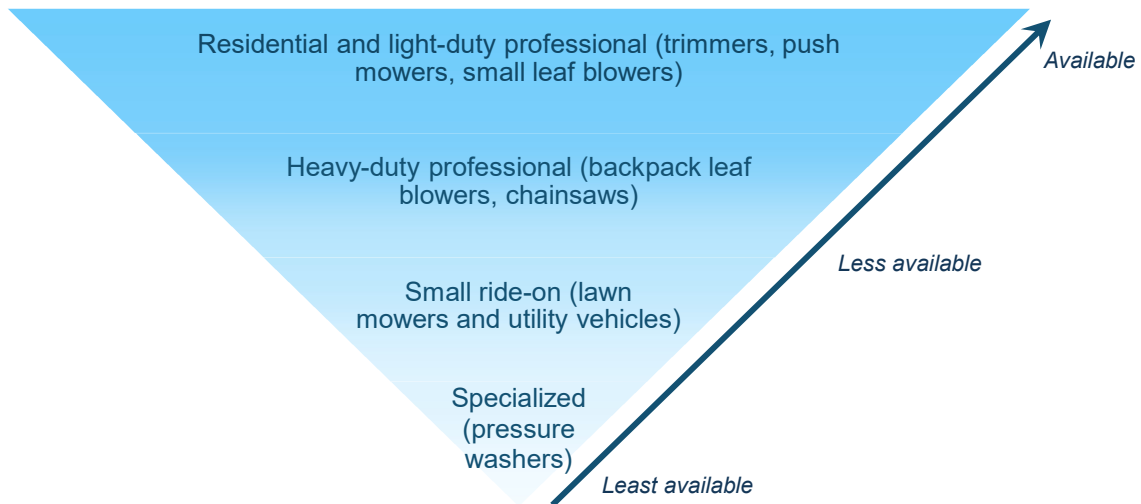 Residential and light-duty professional (trimmers, push
mowers, small leaf blowers)
Available
Heavy-duty professional (backpack leaf
blowers, chainsaws)
Less available
Small ride-on (lawn
mowers and utility vehicles)
Specialized
(pressure
washers)
Least available